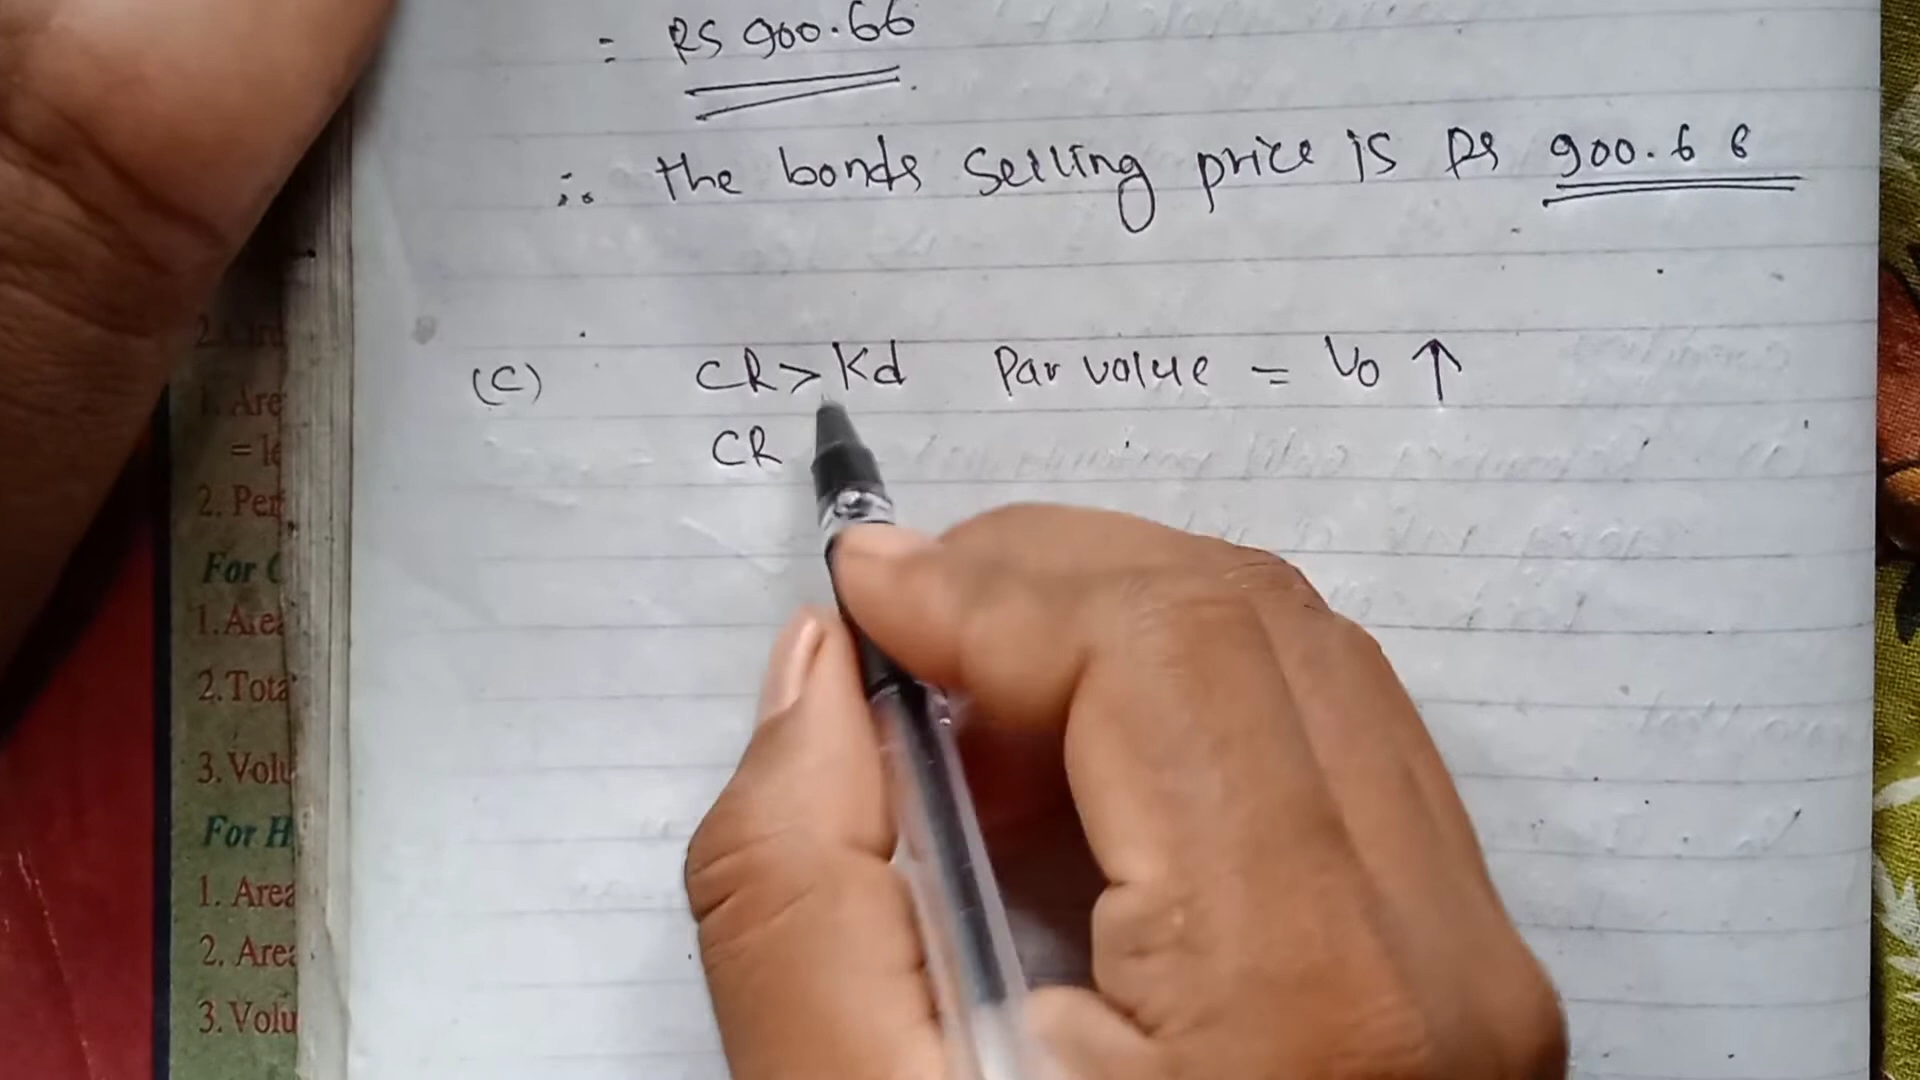 = RS 900.66
∴ the bonds selling price is Rs 900.66
(C) CR > Kd Par value = V0 ↑
CR
1. Are
= le
2. Per
For
1. Area
2. Tota
3. Volu
For H
1. Area
2. Area
3. Volu